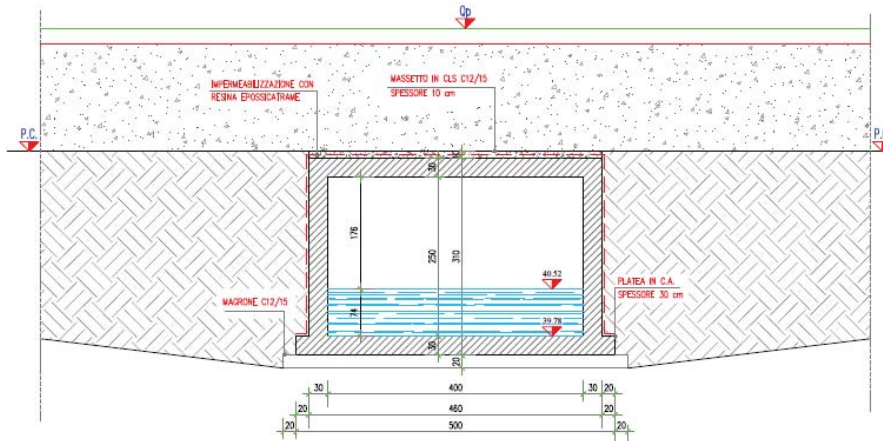 Qp
IMPERMEABILIZZAZIONE CON
RESINA EPOSSICATRAME
MASSETTO IN CLS C12/15
SPESSORE 10 cm
P.C.
P.
30
176
250
310
40.52
PLATEA IN C.A.
SPESSORE 30 cm
MAGRONE C12/15
74
39.78
30
20
30 400 30 20
20 460 20
20 500 20